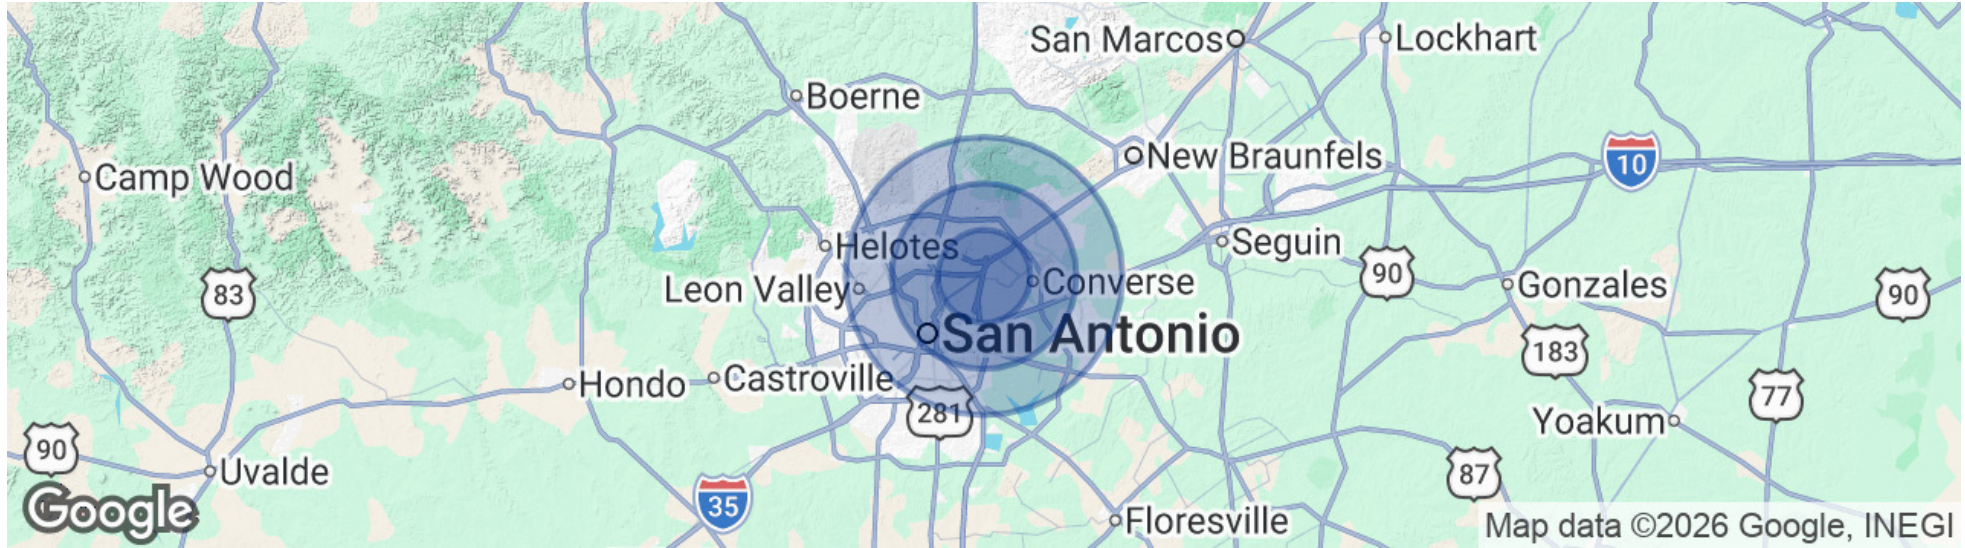 San Marcos
Lockhart
Boerne
New Braunfels
10
Camp Wood
Helotes
Seguin
Leon Valley
Converse
90
Gonzales
83
90
San Antonio
183
Hondo
Castroville
77
281
Yoakum
90
Uvalde
87
35
Google
Floresville
Map data ©2026 Google, INEGI